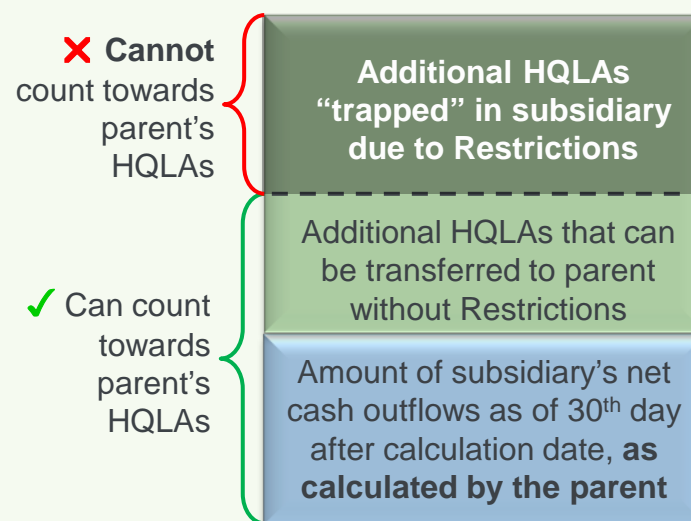 ✘ Cannot
count towards
parent's
HQLAs
Additional HQLAs
“trapped” in subsidiary
due to Restrictions
Additional HQLAs that can
be transferred to parent
without Restrictions
✓ Can count
towards
parent's
HQLAs
Amount of subsidiary's net
cash outflows as of 30th day
after calculation date, as
calculated by the parent